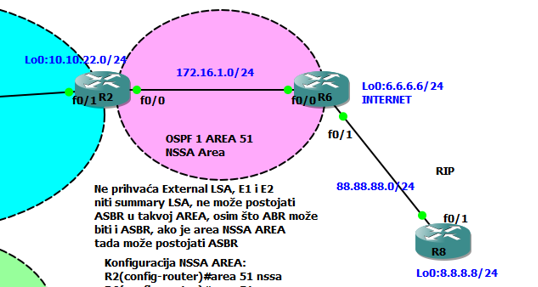 Lo0:10.10.22.0/24
R2
f0/1
f0/0
172.16.1.0/24
f0/0
R6
Lo0:6.6.6.6/24
INTERNET
f0/1
OSPF 1 AREA 51
NSSA Area
RIP
88.88.88.0/24
f0/1
R8
Lo0:8.8.8.8/24
Ne prihvaća External LSA, E1 i E2
niti summary LSA, ne može postojati
ASBR u takvoj AREA, osim što ABR može
biti i ASBR, ako je area NSSA AREA
tada može postojati ASBR
Konfiguracija NSSA AREA:
R2(config-router)#area 51 nssa